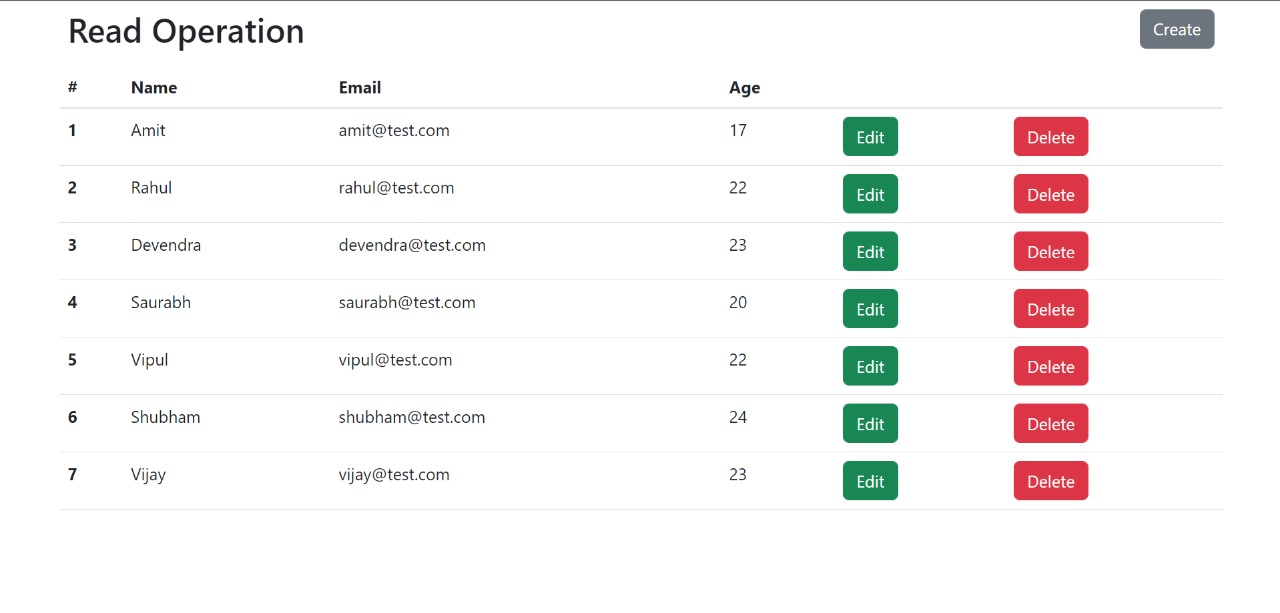 Read Operation Create
# Name Email Age
1 Amit amit@test.com 17 Edit Delete
2 Rahul rahul@test.com 22 Edit Delete
3 Devendra devendra@test.com 23 Edit Delete
4 Saurabh saurabh@test.com 20 Edit Delete
5 Vipul vipul@test.com 22 Edit Delete
6 Shubham shubham@test.com 24 Edit Delete
7 Vijay vijay@test.com 23 Edit Delete